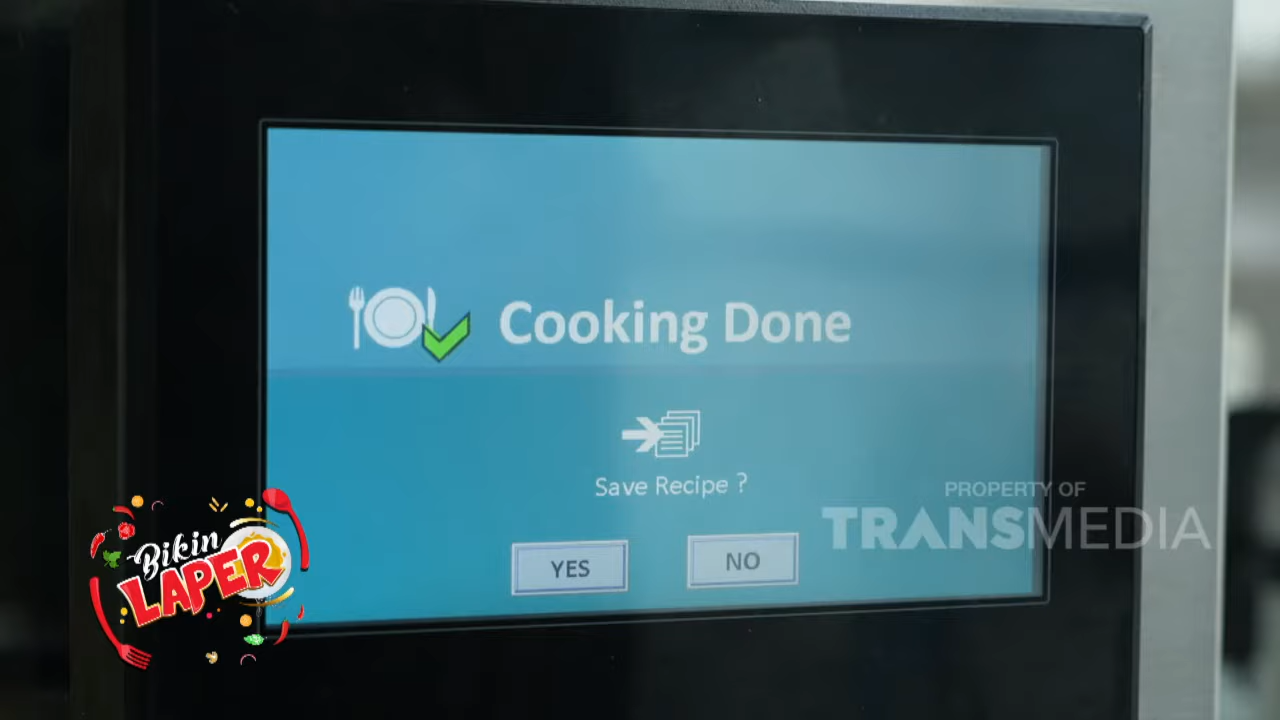 Cooking Done
Save Recipe ?
YES
NO
PROPERTY OF
TRANSMEDIA
Bikin
LAPER